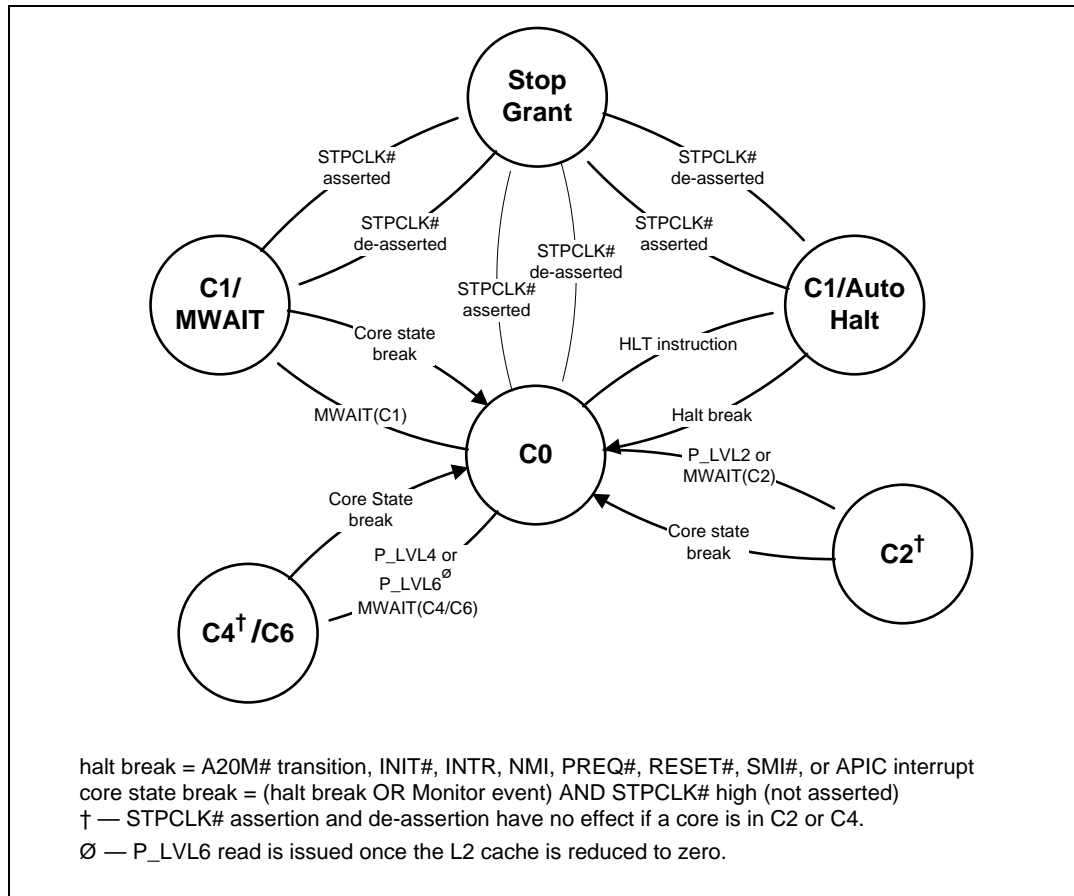 Stop
Grant
STPCLK#
asserted
STPCLK#
de-asserted
STPCLK#
de-asserted
STPCLK#
asserted
STPCLK#
de-asserted
STPCLK#
asserted
C1/
MWAIT
C1/Auto
Halt
Core state
break
HLT instruction
MWAIT(C1)
Halt break
C0
P_LVL2 or
MWAIT(C2)
Core State
break
Core state
break
C2†
P_LVL4 or
P_LVL6Ø
MWAIT(C4/C6)
C4† /C6
halt break = A20M# transition, INIT#, INTR, NMI, PREQ#, RESET#, SMI#, or APIC interrupt
core state break = (halt break OR Monitor event) AND STPCLK# high (not asserted)
† — STPCLK# assertion and de-assertion have no effect if a core is in C2 or C4.
Ø — P_LVL6 read is issued once the L2 cache is reduced to zero.